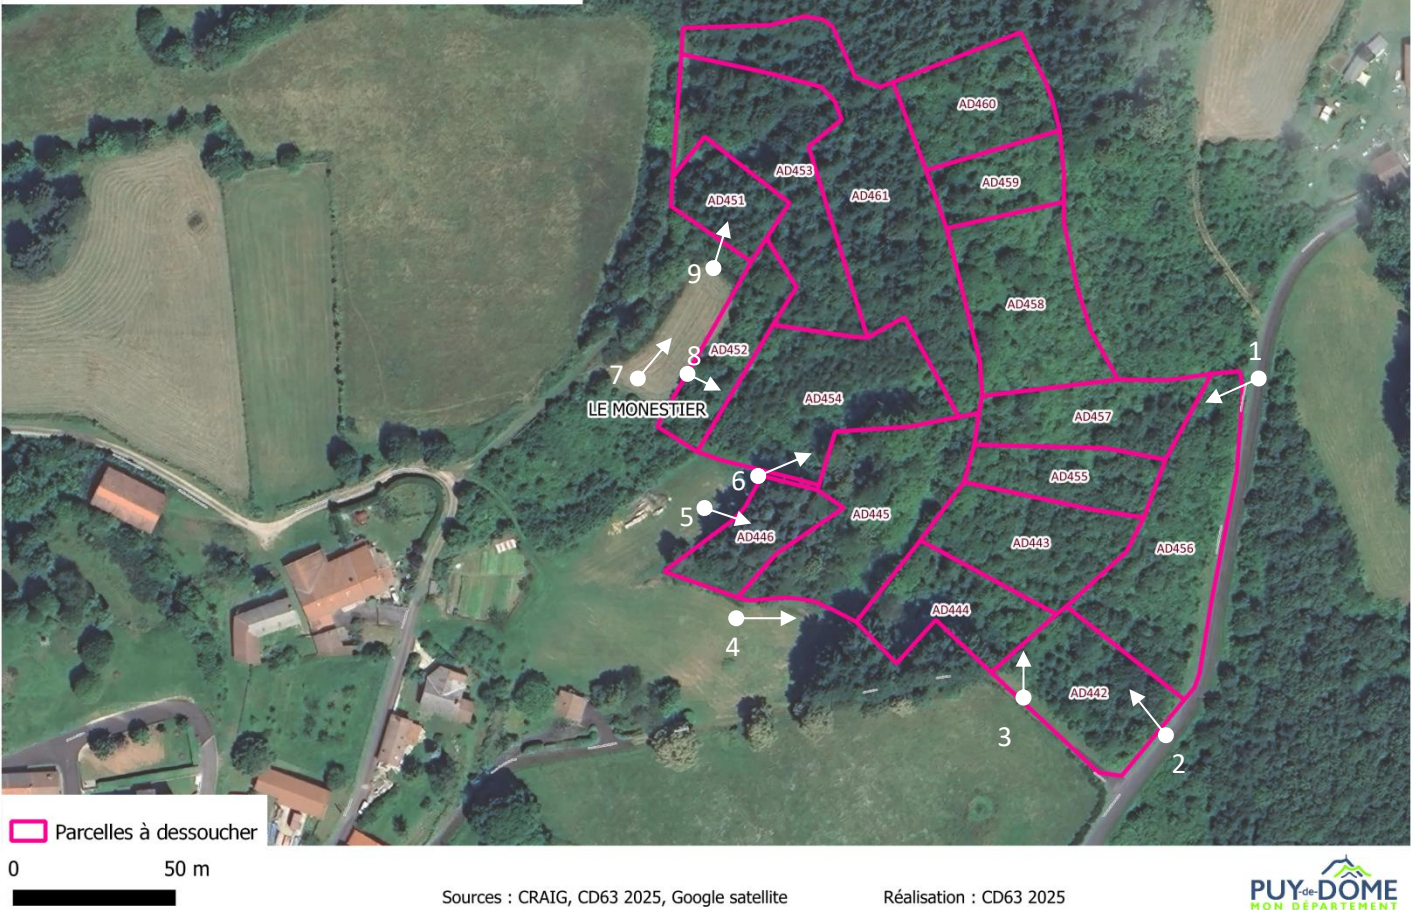 AD460
AD453
AD459
AD461
AD451
9
AD458
8
AD452
7
1
LE MONESTIER
AD454
AD457
6
AD455
5
AD445
AD446
AD443
AD456
AD444
4
AD442
3
2
Parcelles à dessoucher
0 50 m
Sources : CRAIG, CD63 2025, Google satellite
Réalisation : CD63 2025
PUY-de-DÔME
MON DÉPARTEMENT